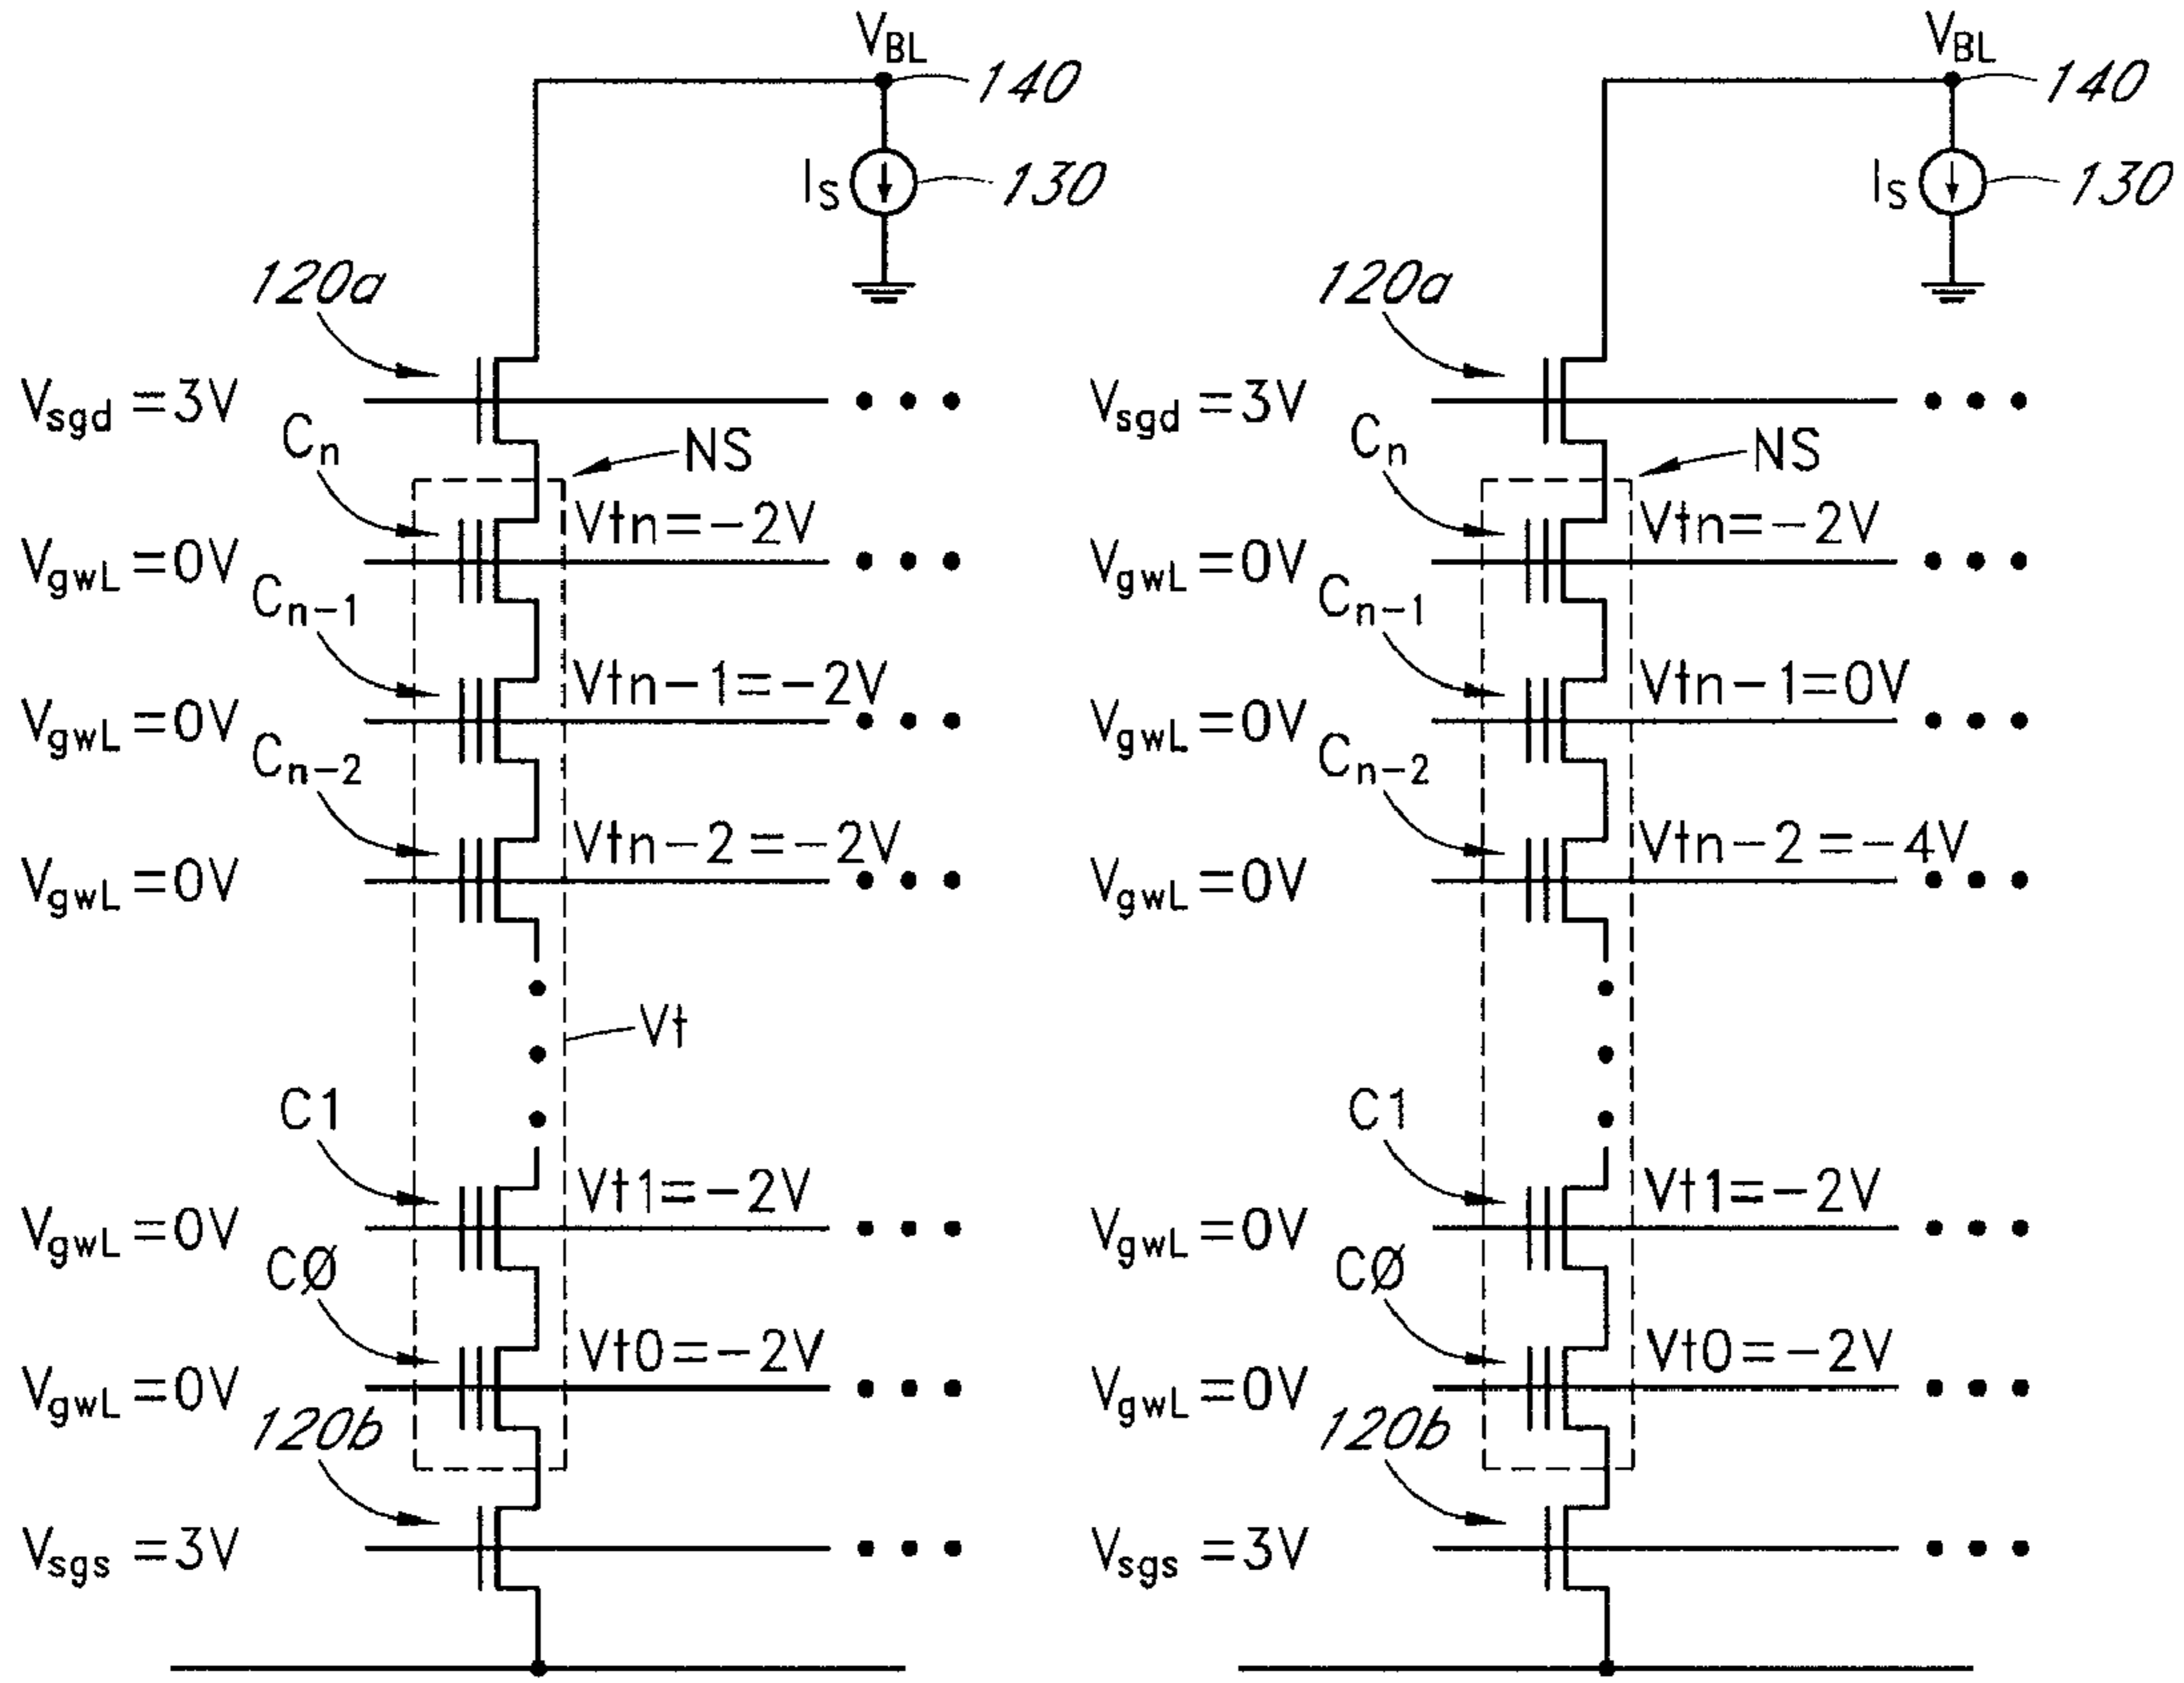 V_BL
140
I_S
130
120a
V_sgd = 3V
C_n
NS
Vtn=-2V
V_gwL = 0V
C_n-1
Vtn-1=-2V
V_gwL = 0V
C_n-2
Vtn-2=-2V
V_gwL = 0V
Vt
C1
Vt1=-2V
V_gwL = 0V
CØ
Vt0=-2V
V_gwL = 0V
120b
V_sgs = 3V
V_BL
140
I_S
130
120a
V_sgd = 3V
C_n
NS
Vtn=-2V
V_gwL = 0V
C_n-1
Vtn-1=0V
V_gwL = 0V
C_n-2
Vtn-2=-4V
V_gwL = 0V
C1
Vt1=-2V
V_gwL = 0V
CØ
Vt0=-2V
V_gwL = 0V
120b
V_sgs = 3V